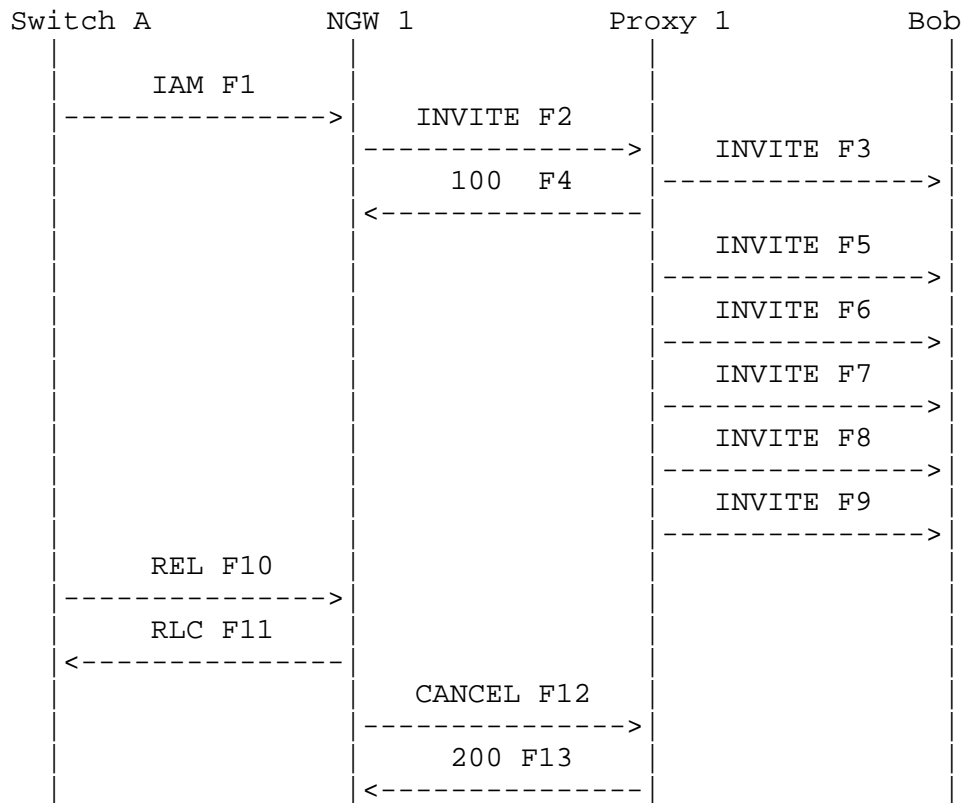 Switch A NGW 1 Proxy 1 Bob
IAM F1
INVITE F2
INVITE F3
100 F4
INVITE F5
INVITE F6
INVITE F7
INVITE F8
INVITE F9
REL F10
RLC F11
CANCEL F12
200 F13